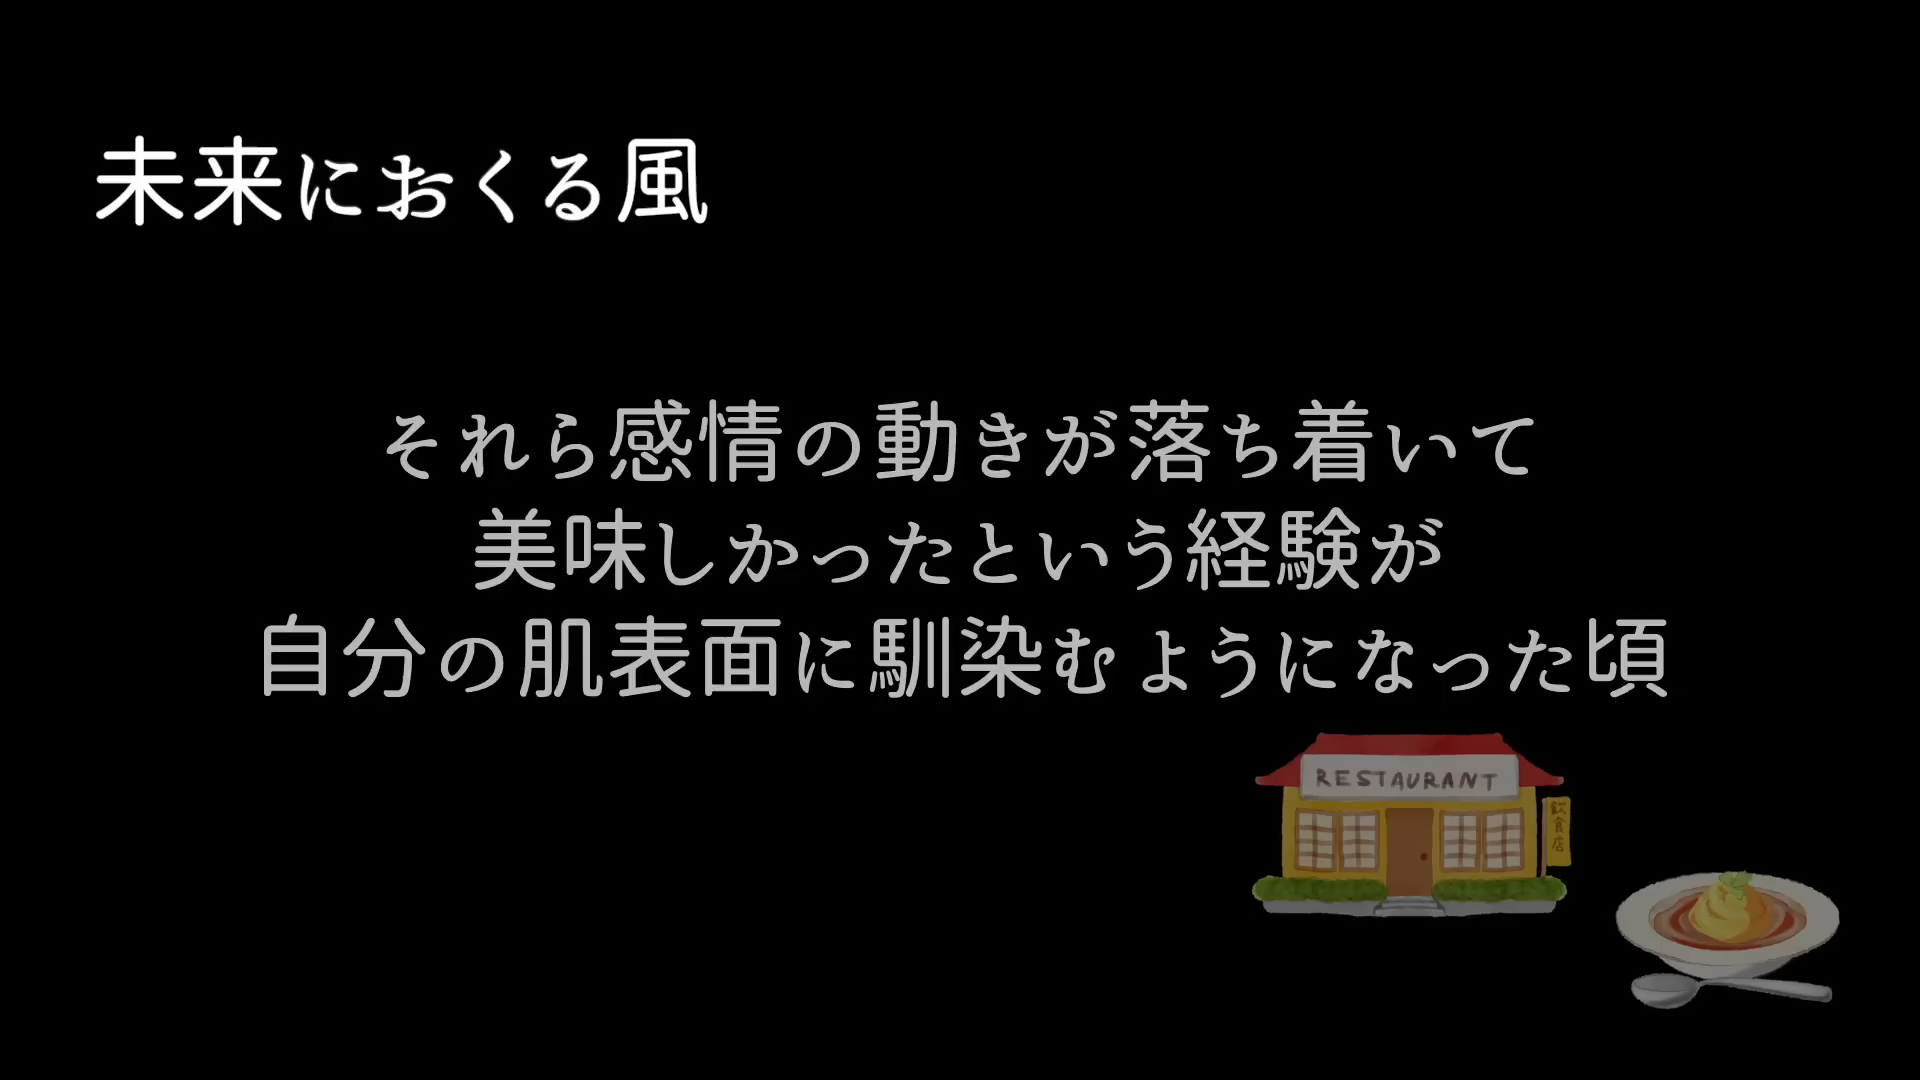 未来におくる風
それら感情の動きが落ち着いて
美味しかったという経験が
自分の肌表面に馴染むようになった頃
RESTAURANT
飲食店